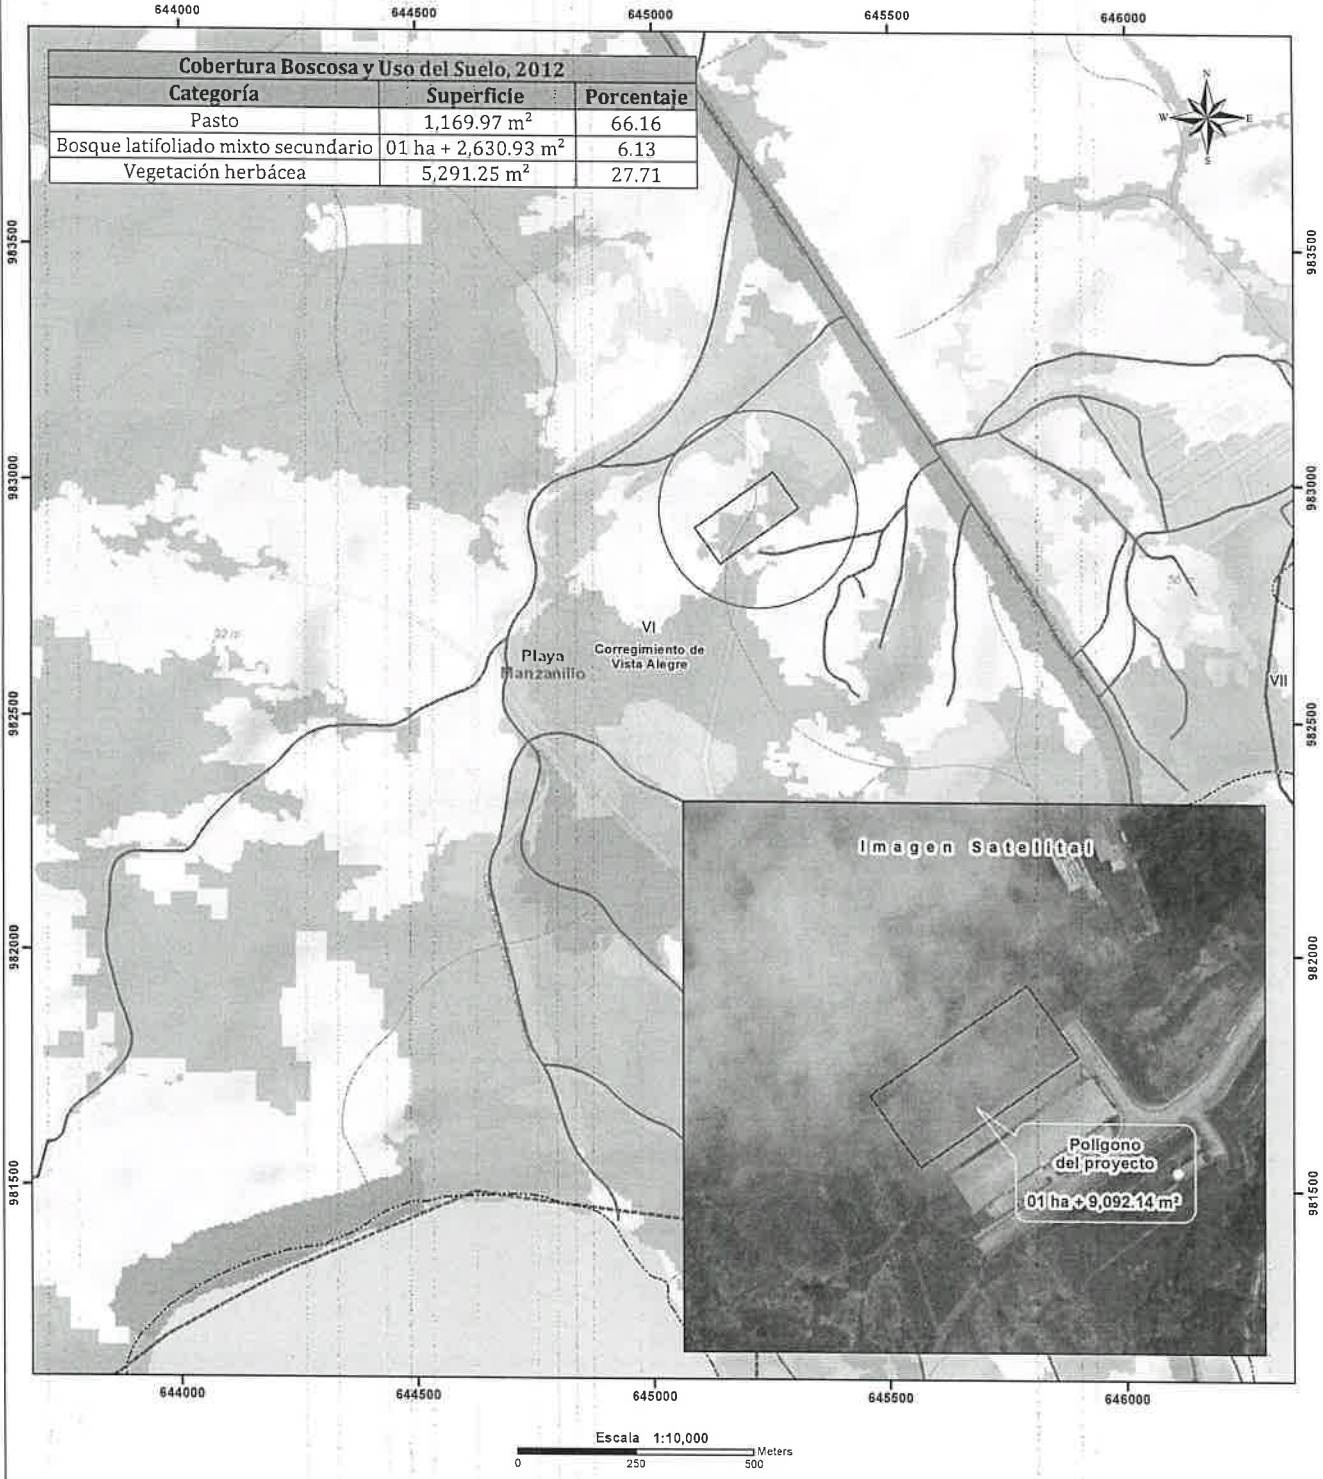 644000 644500 645000 645500 646000
Cobertura Boscosa y Uso del Suelo, 2012
Categoría Superficie Porcentaje
Pasto 1,169.97 m² 66.16
Bosque latifoliado mixto secundario 01 ha + 2,630.93 m² 6.13
Vegetación herbácea 5,291.25 m² 27.71
N
W E
S
983500 983500
983000 983000
50 m
VI
Corregimiento de
Vista Alegre
Playa
Manzanillo
VII
982500 982500
Imagen Satelital
982000 982000
Polígono
del proyecto
01 ha + 9,092.14 m²
981500 981500
644000 644500 645000 645500 646000
Escala 1:10,000
Meters
0 250 500